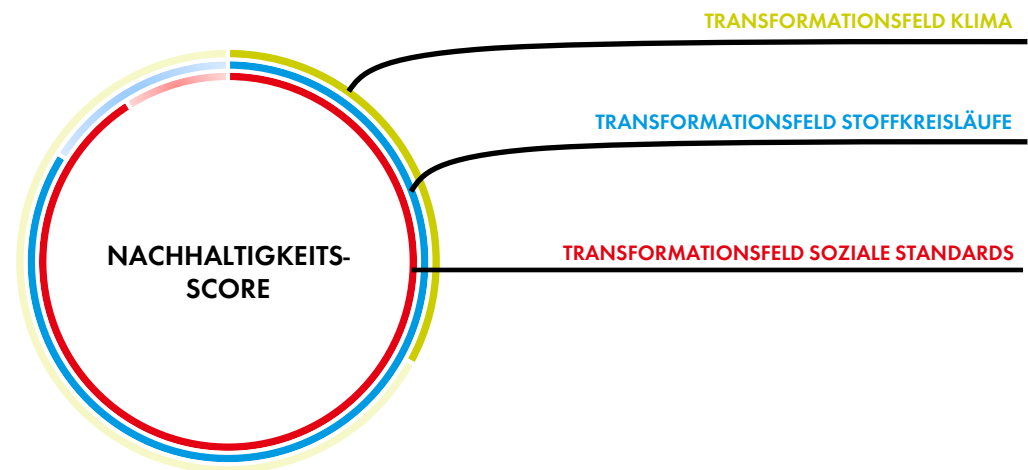 TRANSFORMATIONSFELD KLIMA
TRANSFORMATIONSFELD STOFFKREISLÄUFE
TRANSFORMATIONSFELD SOZIALE STANDARDS
NACHHALTIGKEITS-
SCORE